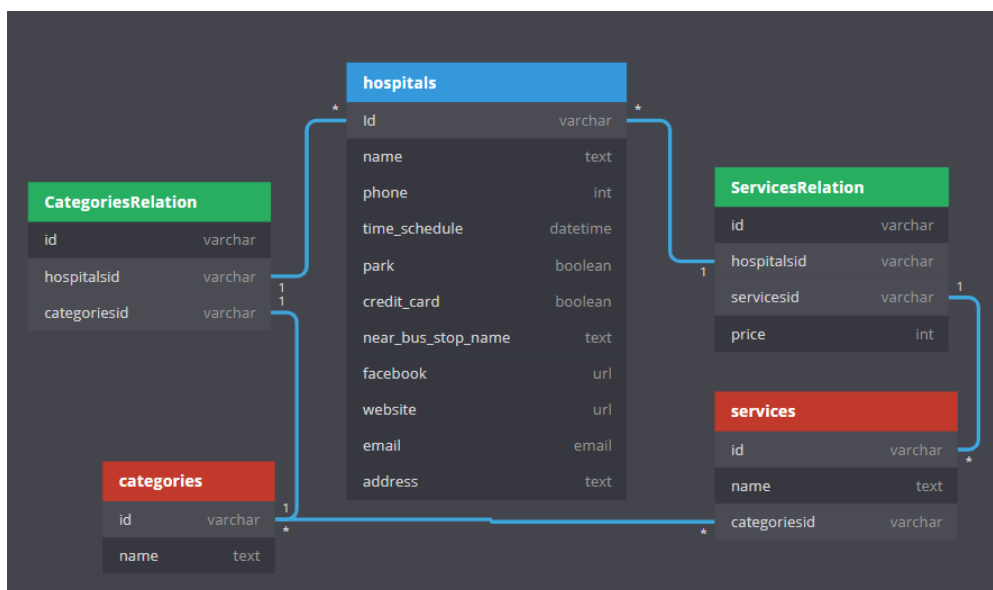 hospitals
*
*
Id varchar
name text
phone int
time_schedule datetime
park boolean
credit_card boolean
near_bus_stop_name text
facebook url
website url
email email
address text
CategoriesRelation
id varchar
hospitalsid varchar
1
1
categoriesid varchar
ServicesRelation
id varchar
hospitalsid varchar
1
servicesid varchar
1
price int
categories
id varchar
1
*
name text
services
id varchar
*
name text
categoriesid varchar
*